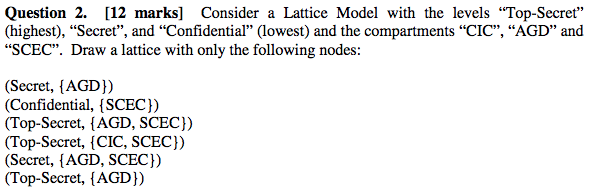 Question 2. [12 marks] Consider a Lattice Model with the levels “Top-Secret”
(highest), “Secret”, and “Confidential” (lowest) and the compartments “CIC”, “AGD” and
“SCEC”. Draw a lattice with only the following nodes:
(Secret, {AGD})
(Confidential, {SCEC})
(Top-Secret, {AGD, SCEC})
(Top-Secret, {CIC, SCEC})
(Secret, {AGD, SCEC})
(Top-Secret, {AGD})